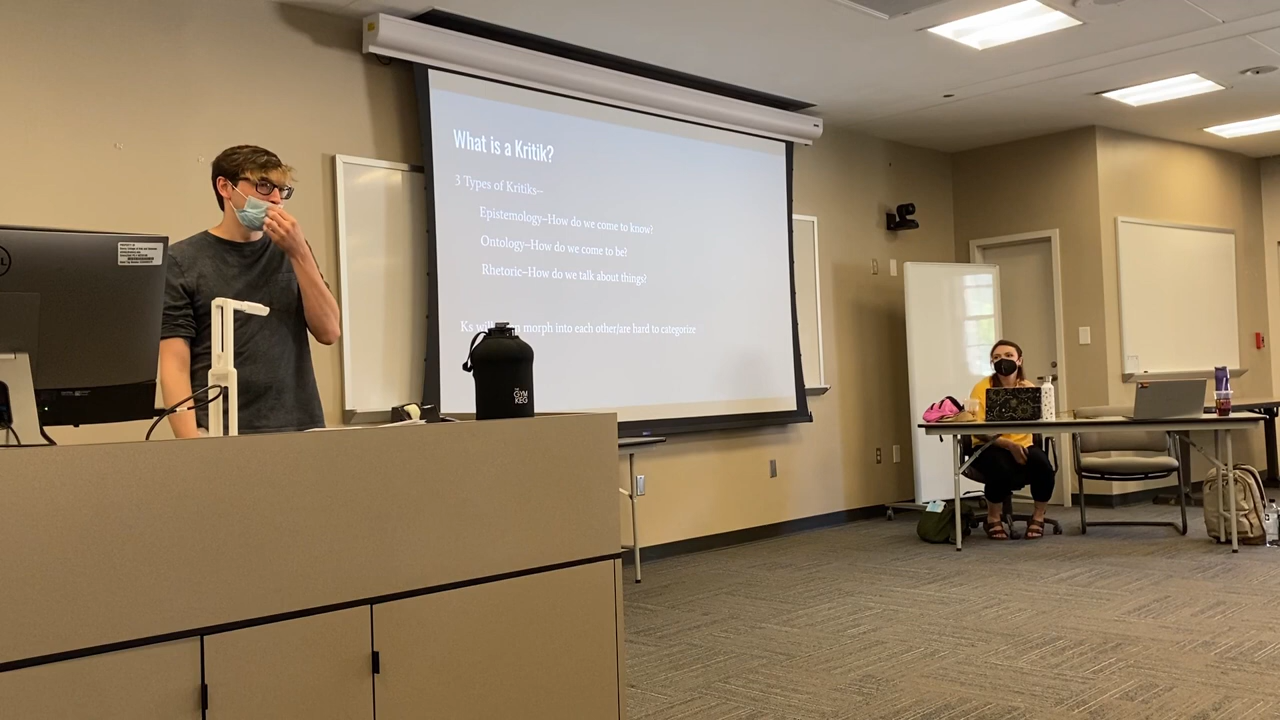 What is a Kritik?
3 Types of Kritiks--
Epistemology–How do we come to know?
Ontology–How do we come to be?
Rhetoric–How do we talk about things?
Ks morph into each other/are hard to categorize
THE
GYM
KEG